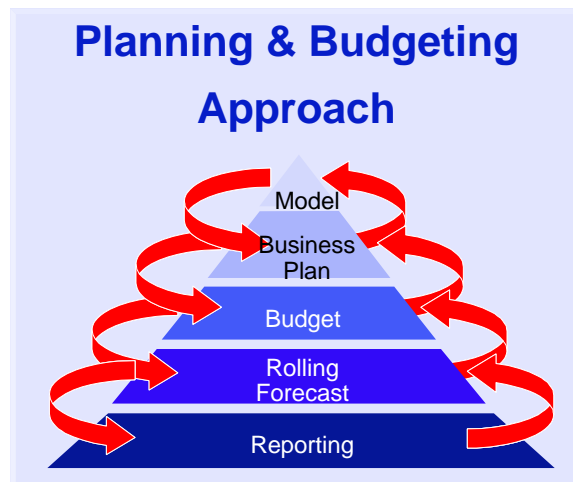 Planning & Budgeting
Approach
Model
Business
Plan
Budget
Rolling
Forecast
Reporting